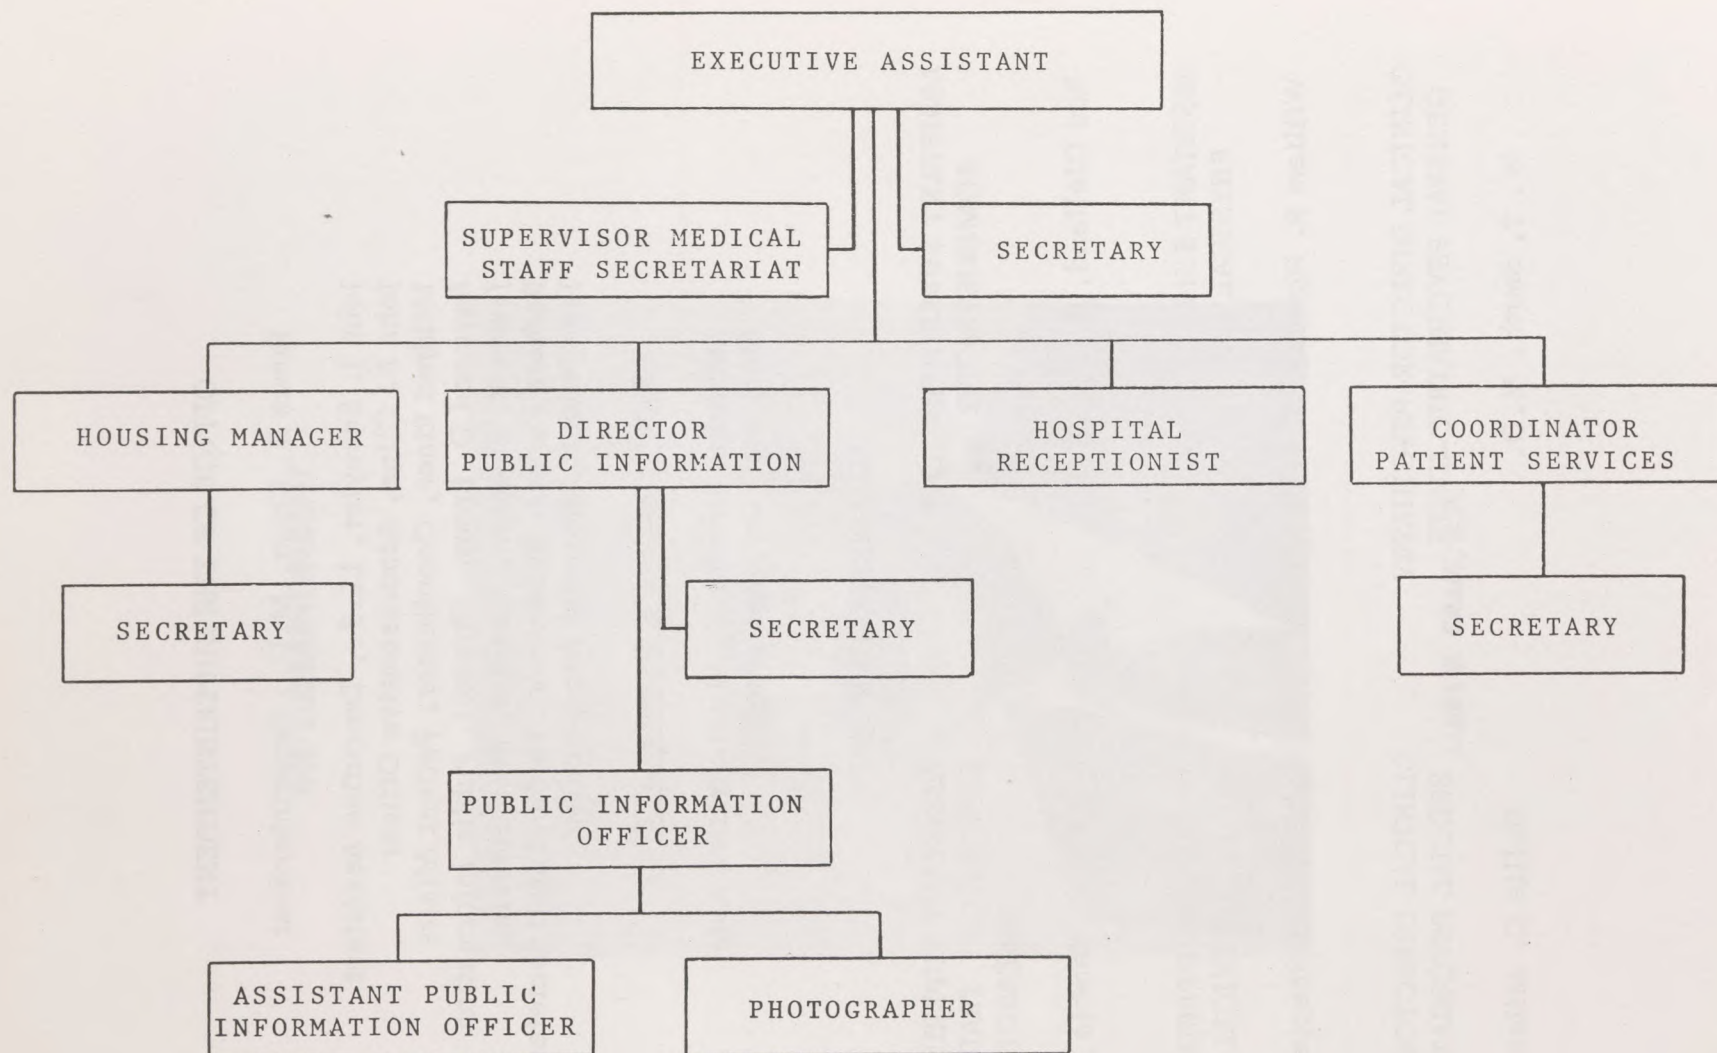 EXECUTIVE ASSISTANT
SUPERVISOR MEDICAL
STAFF SECRETARIAT
SECRETARY
HOUSING MANAGER
DIRECTOR
PUBLIC INFORMATION
HOSPITAL
RECEPTIONIST
COORDINATOR
PATIENT SERVICES
SECRETARY
SECRETARY
SECRETARY
PUBLIC INFORMATION
OFFICER
ASSISTANT PUBLIC
INFORMATION OFFICER
PHOTOGRAPHER